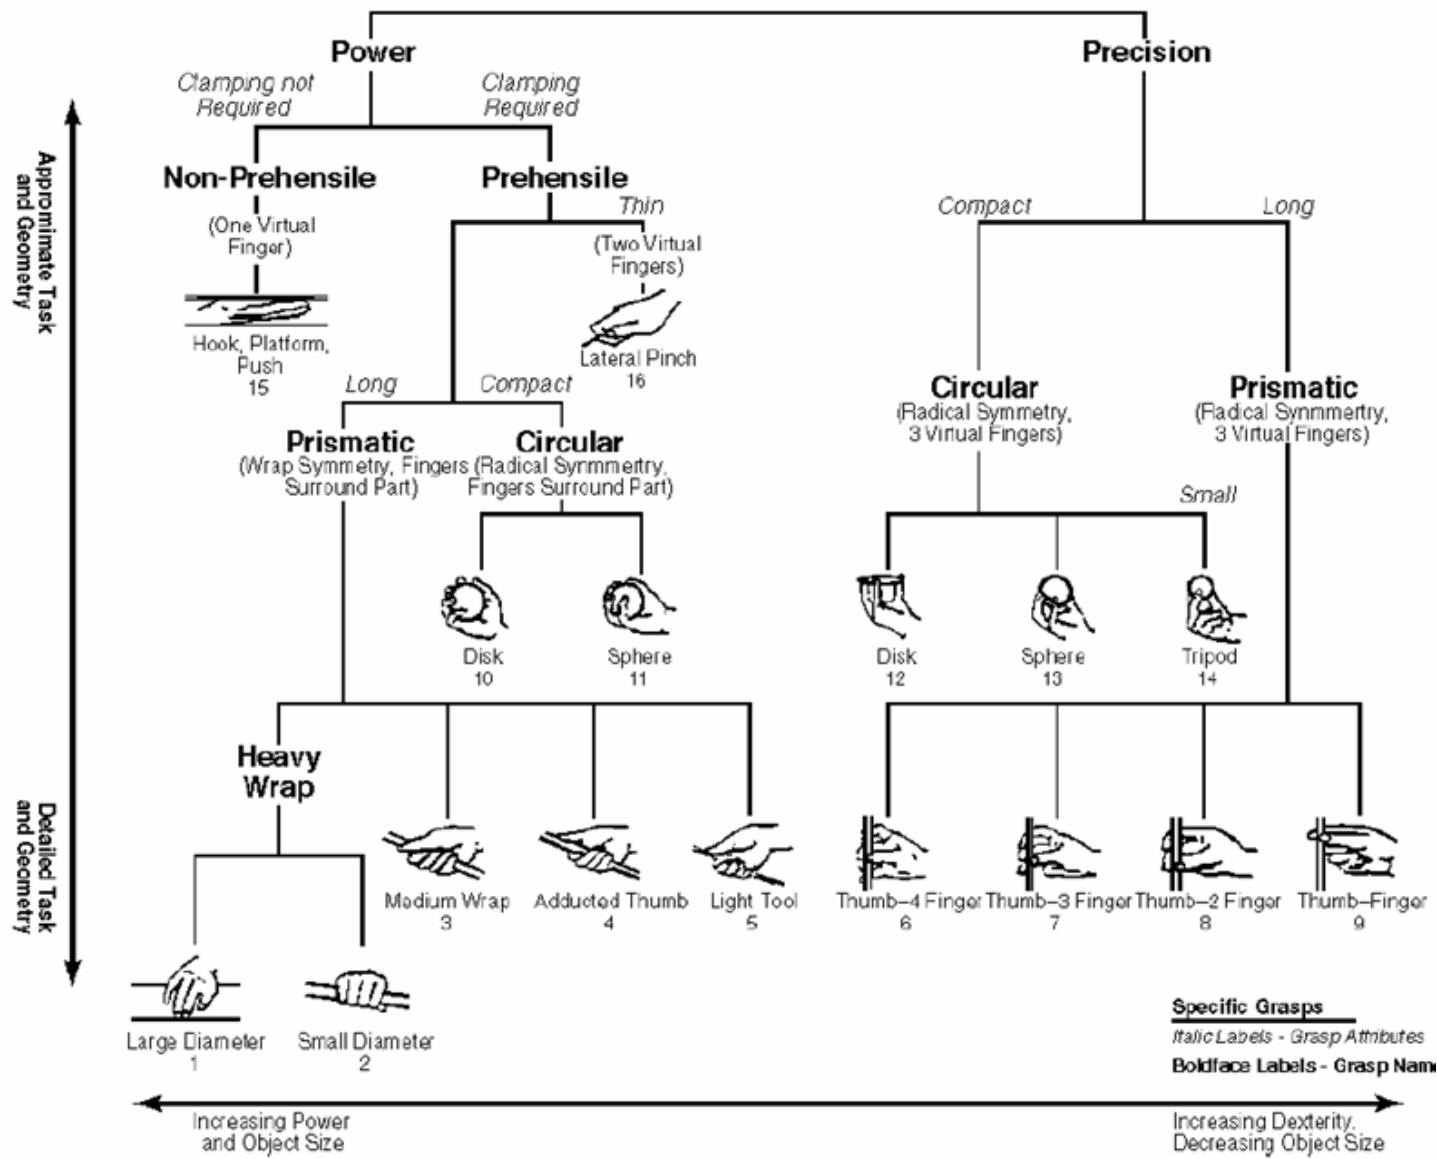 Power
Precision
Clamping not
Required
Clamping
Required
Non-Prehensile
Prehensile
(One Virtual
Finger)
Thin
(Two Virtual
Fingers)
Compact
Long
Hook, Platform,
Push
15
Lateral Pinch
16
Long
Compact
Prismatic
(Wrap Symmetry, Fingers
Surround Part)
Circular
(Radical Synmmertry,
Fingers Surround Part)
Circular
(Radical Symmetry,
3 Virtual Fingers)
Prismatic
(Radical Synmmertry,
3 Virtual Fingers)
Small
Disk
10
Sphere
11
Disk
12
Sphere
13
Tripod
14
Heavy
Wrap
Medium Wrap
3
Adducted Thumb
4
Light Tool
5
Thumb-4 Finger
6
Thumb-3 Finger
7
Thumb-2 Finger
8
Thumb-Finger
9
Large Diameter
1
Small Diameter
2
Appromimate Task
and Geometry
Detailed Task
and Geometry
Specific Grasps
Italic Labels - Grasp Attributes
Boldface Labels - Grasp Name
Increasing Power
and Object Size
Increasing Dexterity,
Decreasing Object Size